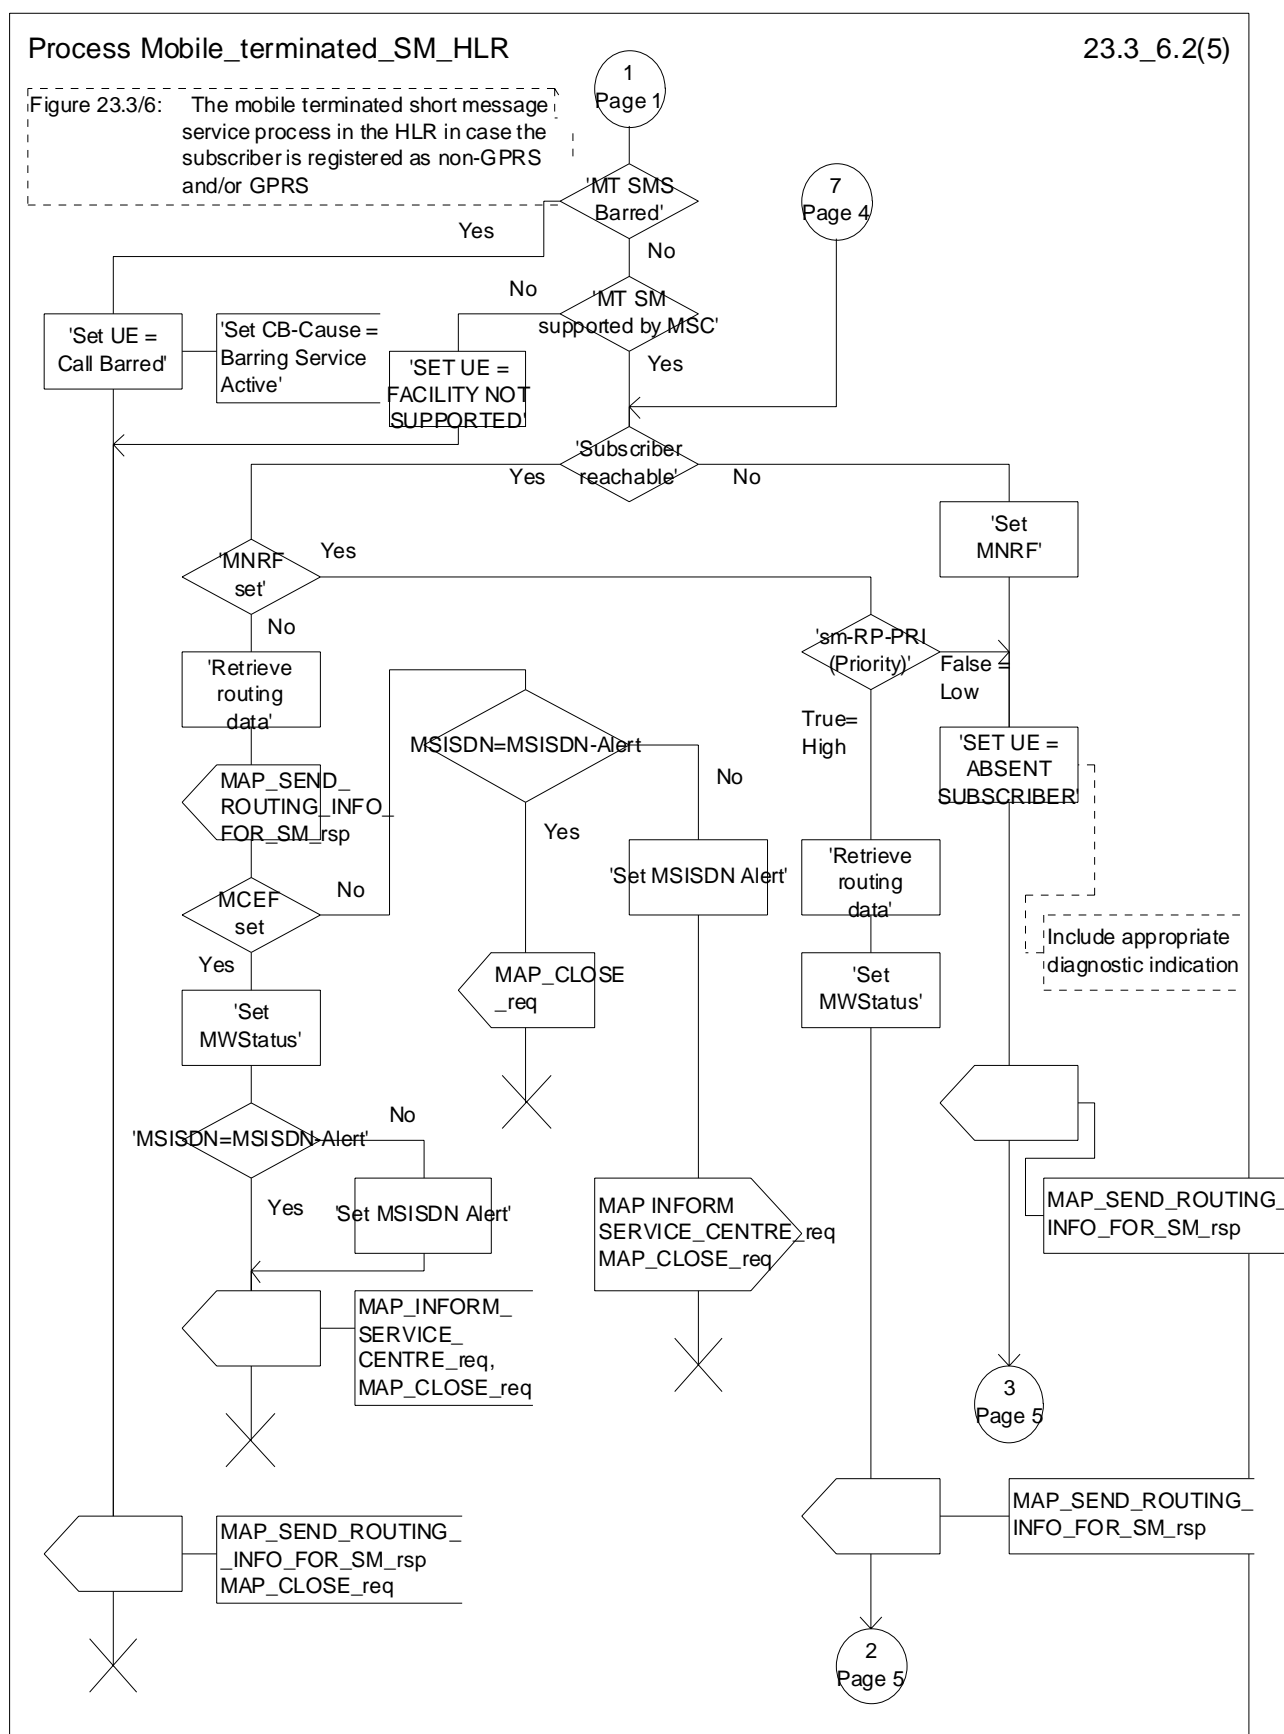 Process Mobile_terminated_SM_HLR
23.3_6.2(5)
1
Page 1
Figure 23.3/6: The mobile terminated short message
service process in the HLR in case the
subscriber is registered as non-GPRS
and/or GPRS
'MT SMS
Barred'
7
Page 4
Yes
No
No
'MT SM
supported by MSC'
'Set UE =
Call Barred'
'Set CB-Cause =
Barring Service
Active'
'SET UE =
FACILITY NOT
SUPPORTED'
Yes
'Subscriber
reachable'
Yes
No
'Set
MNRF'
'MNRF
set'
Yes
No
'sm-RP-PRI
(Priority)'
False =
Low
'Retrieve
routing
data'
True=
High
MSISDN=MSISDN-Alert
'SET UE =
ABSENT
SUBSCRIBER'
No
MAP_SEND_
ROUTING_INFO_
FOR_SM_rsp
Yes
'Set MSISDN Alert'
'Retrieve
routing
data'
MCEF
set
No
Include appropriate
diagnostic indication
Yes
MAP_CLOSE
_req
'Set
MWStatus'
'Set
MWStatus'
No
'MSISDN=MSISDN-Alert'
Yes
'Set MSISDN Alert'
MAP INFORM
SERVICE_CENTRE_req
MAP_CLOSE_req
MAP_SEND_ROUTING_
INFO_FOR_SM_rsp
MAP_INFORM_
SERVICE_
CENTRE_req,
MAP_CLOSE_req
3
Page 5
MAP_SEND_ROUTING_
INFO_FOR_SM_rsp
MAP_SEND_ROUTING_
_INFO_FOR_SM_rsp
MAP_CLOSE_req
2
Page 5